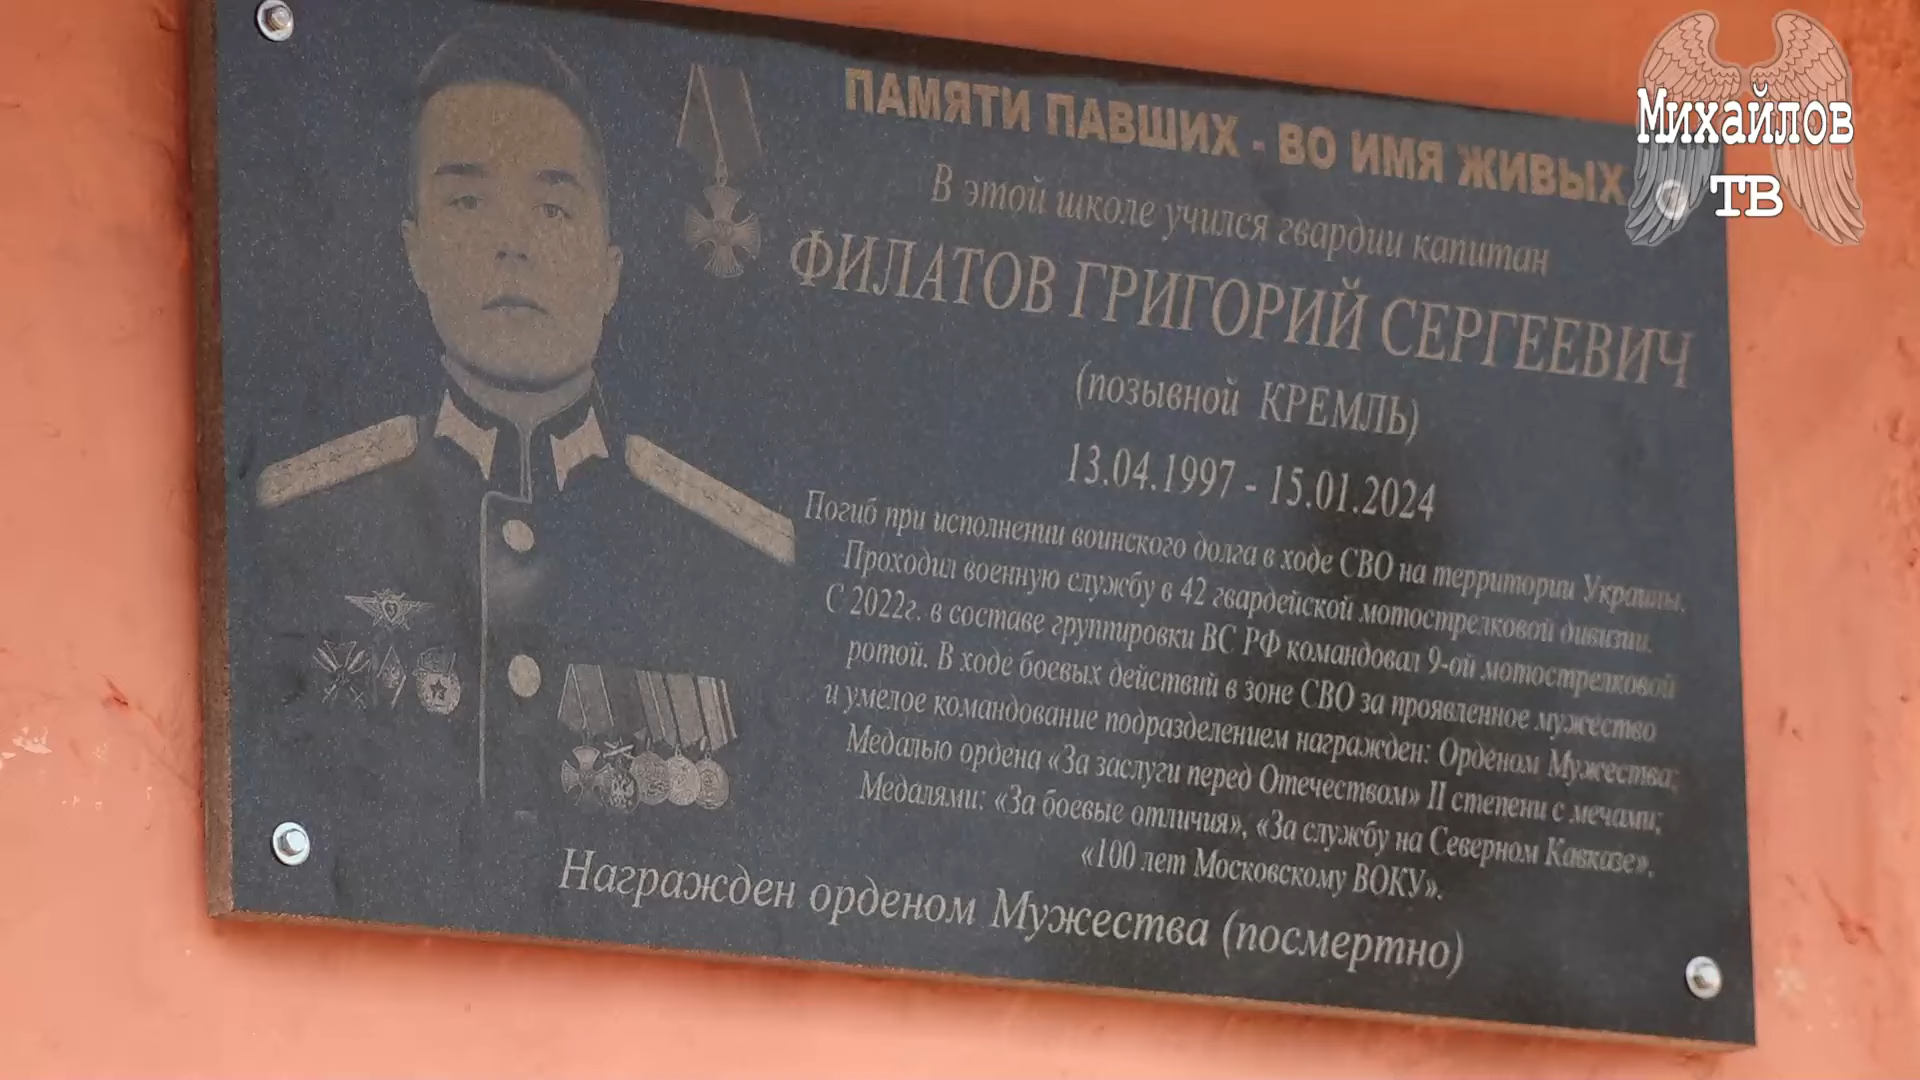 ПАМЯТИ ПАВШИХ - ВО ИМЯ ЖИВЫХ
В этой школе учился гвардии капитан
ФИЛАТОВ ГРИГОРИЙ СЕРГЕЕВИЧ
(позывной КРЕМЛЬ)
13.04.1997 - 15.01.2024
Погиб при исполнении воинского долга в ходе СВО на территории Украины.
Проходил военную службу в 42 гвардейской мотострелковой дивизии.
С 2022г. в составе группировки ВС РФ командовал 9-ой мотострелковой
ротой. В ходе боевых действий в зоне СВО за проявленное мужество
и умелое командование подразделением награжден: Орденом Мужества;
Медалью ордена «За заслуги перед Отечеством» II степени с мечами;
Медалями: «За боевые отличия», «За службу на Северном Кавказе».
«100 лет Московскому ВОКУ».
Награжден орденом Мужества (посмертно)
Михайлов
ТВ